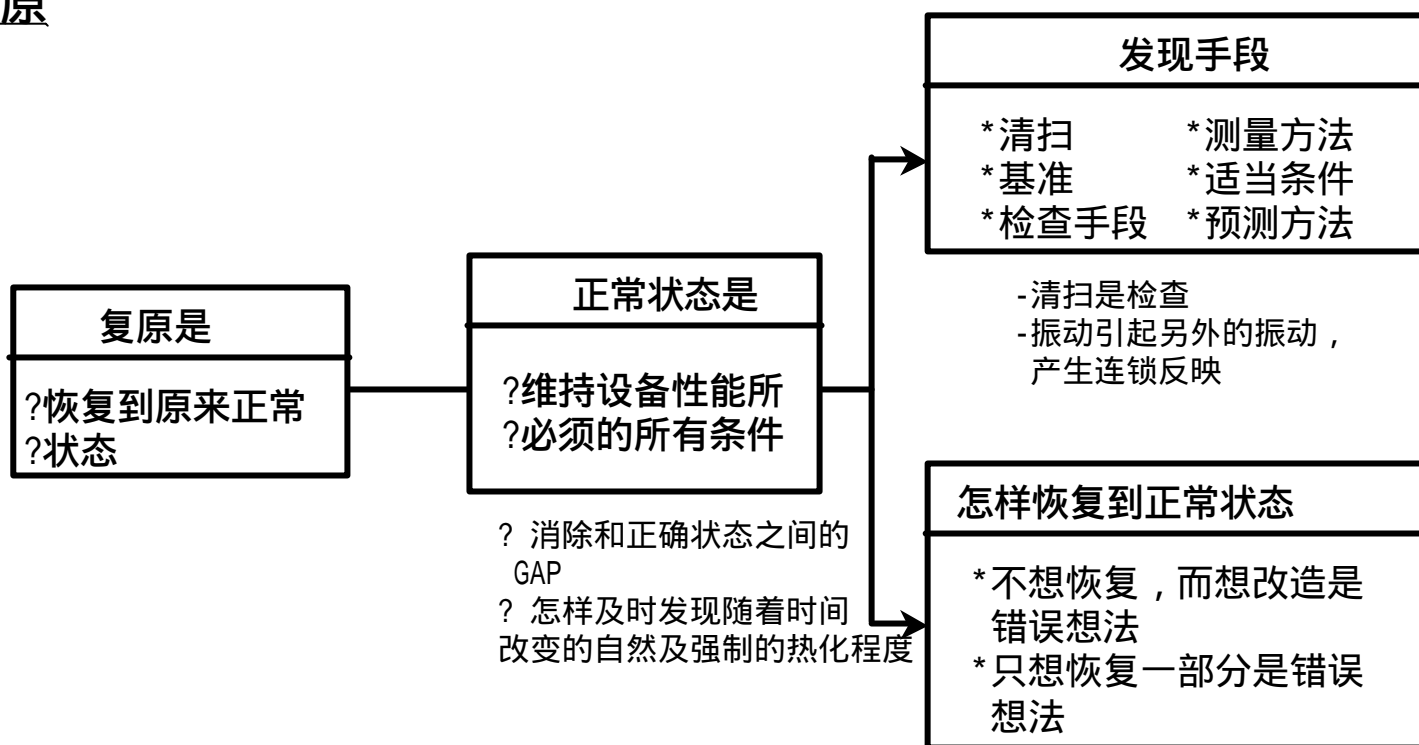 原
复原是
?恢复到原来正常
?状态
正常状态是
?维持设备性能所
?必须的所有条件
? 消除和正确状态之间的
GAP
? 怎样及时发现随着时间
改变的自然及强制的热化程度
发现手段
*清扫 *测量方法
*基准 *适当条件
*检查手段 *预测方法
-清扫是检查
-振动引起另外的振动，
产生连锁反映
怎样恢复到正常状态
*不想恢复，而想改造是
错误想法
*只想恢复一部分是错误
想法